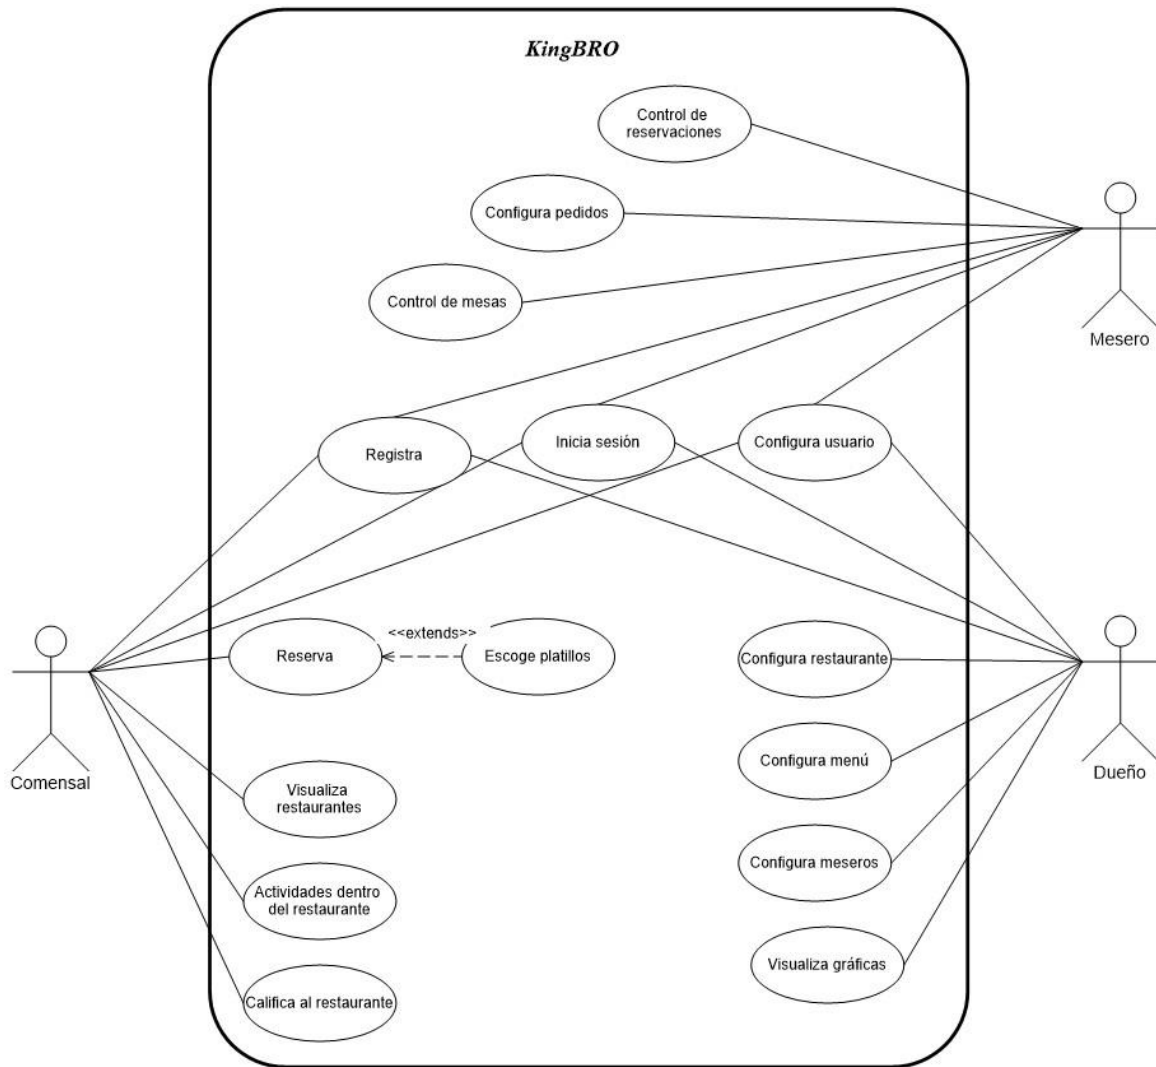 KingBRO
Control de
reservaciones
Configura pedidos
Control de mesas
Mesero
Registra
Inicia sesión
Configura usuario
Reserva
<<extends>>
Escoge platillos
Configura restaurante
Comensal
Visualiza
restaurantes
Configura menú
Dueño
Actividades dentro
del restaurante
Configura meseros
Califica al restaurante
Visualiza gráficas